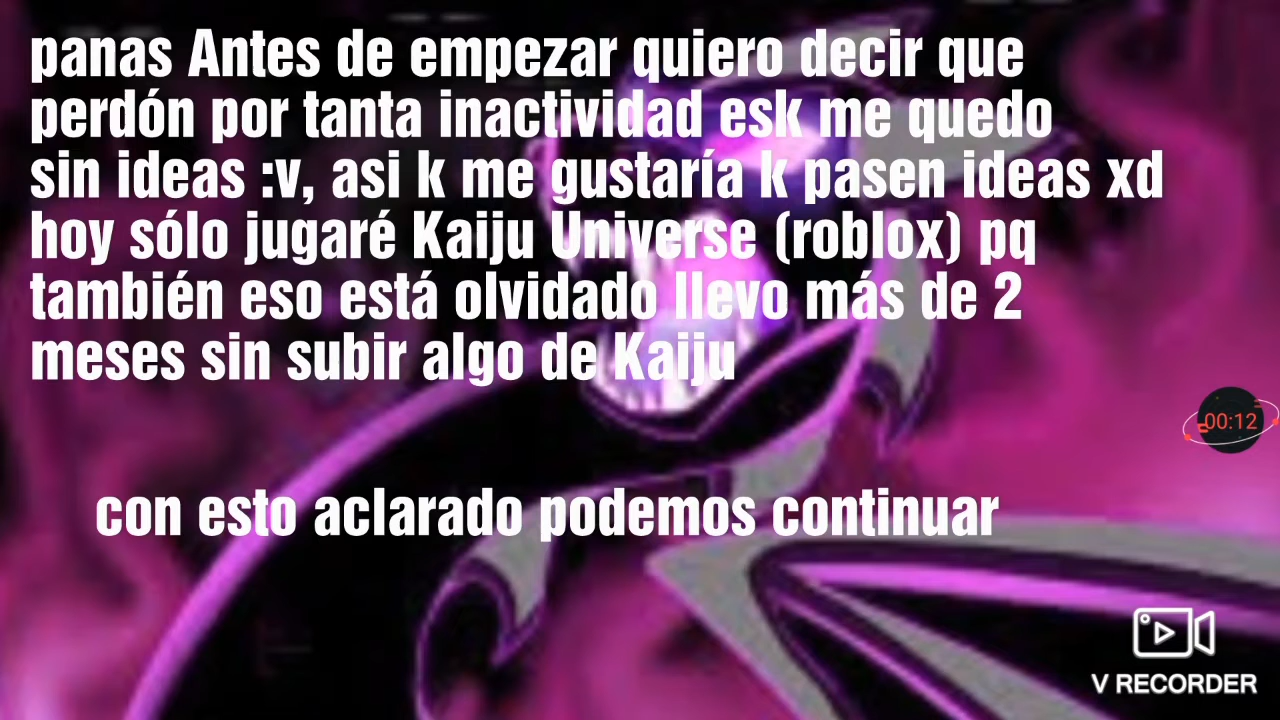 panas Antes de empezar quiero decir que
perdón por tanta inactividad esk me quedo
sin ideas :v, asi k me gustaría k pasen ideas xd
hoy sólo jugaré Kaiju Universe (roblox) pq
también eso está olvidado llevo más de 2
meses sin subir algo de Kaiju
00:12
con esto aclarado podemos continuar
V RECORDER